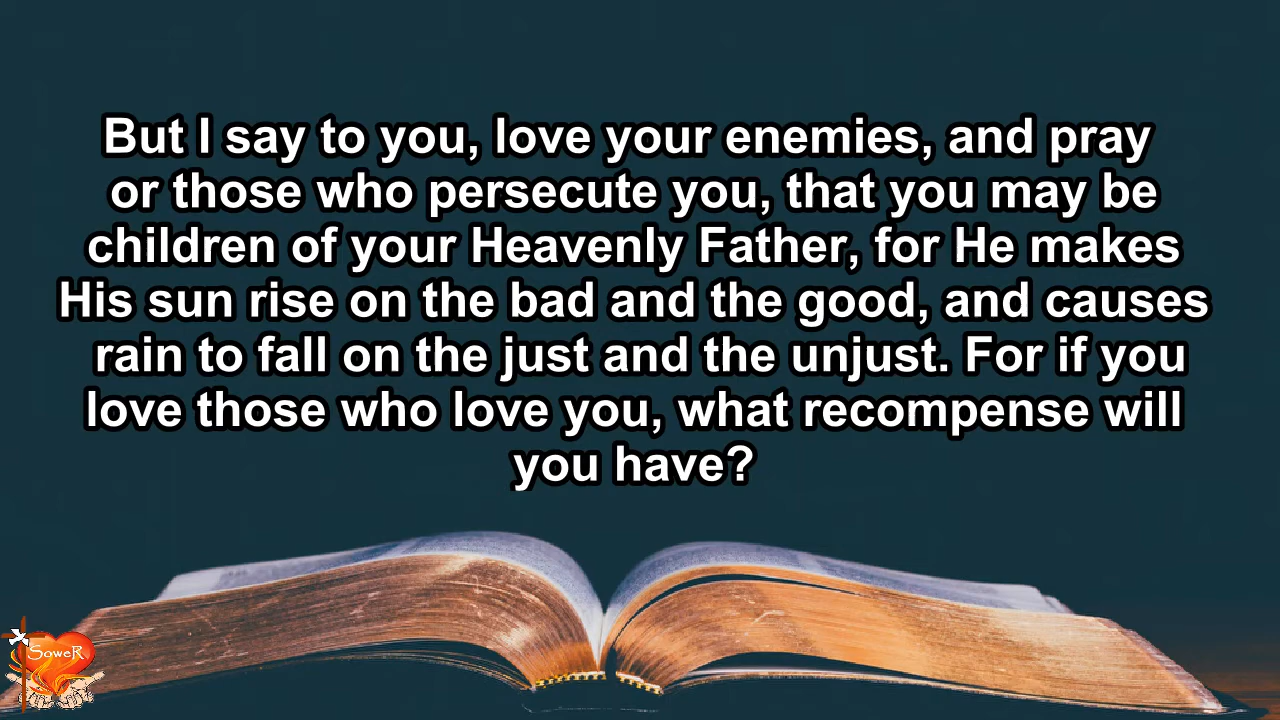 But I say to you, love your enemies, and pray
or those who persecute you, that you may be
children of your Heavenly Father, for He makes
His sun rise on the bad and the good, and causes
rain to fall on the just and the unjust. For if you
love those who love you, what recompense will
you have?
SoweR